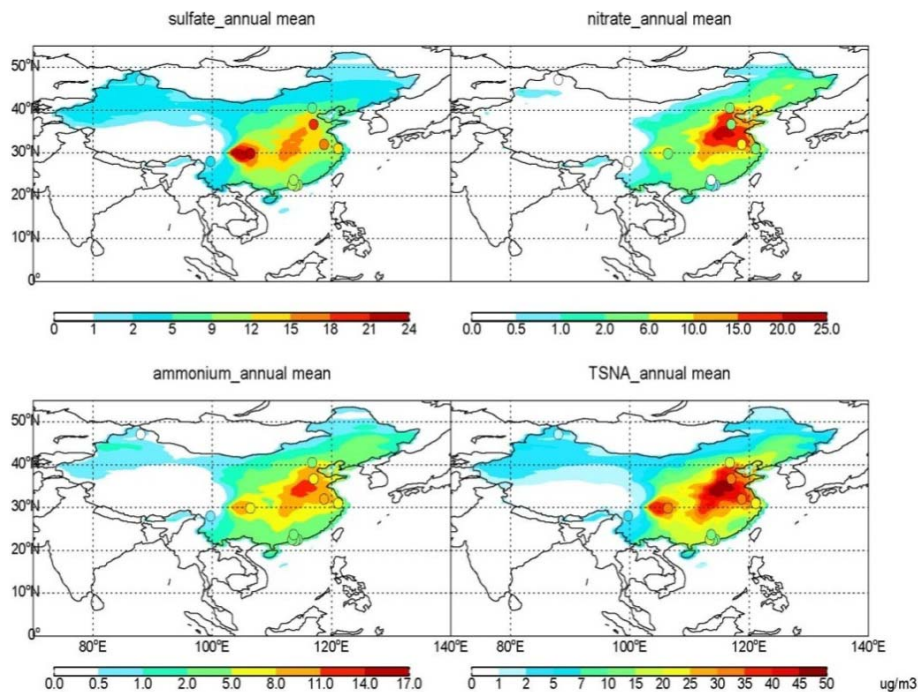 sulfate_annual mean
nitrate_annual mean
50°N
40°N
30°N
20°N
10°N
0°
0 1 2 5 9 12 15 18 21 24
0.0 0.5 1.0 2.0 6.0 10.0 15.0 20.0 25.0
ammonium_annual mean
TSNA_annual mean
50°N
40°N
30°N
20°N
10°N
0°
80°E 100°E 120°E 140°E 80°E 100°E 120°E 140°E
0.0 0.5 1.0 2.0 5.0 8.0 11.0 14.0 17.0
0 1 2 5 7 10 20 25 30 35 40 45 50 ug/m3